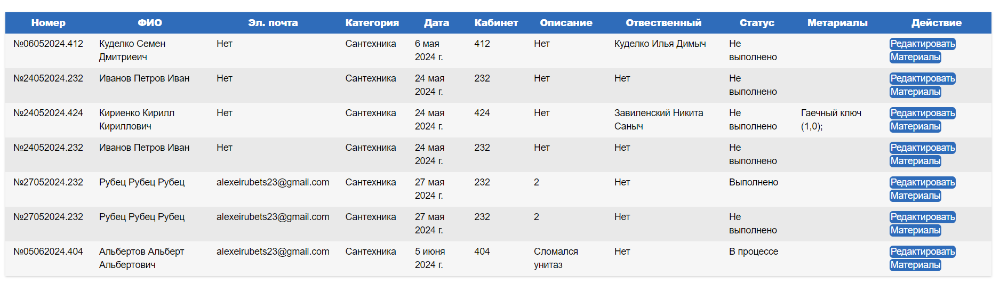 Номер ФИО Эл. почта Категория Дата Кабинет Описание Отвественный Статус Метариалы Действие
№06052024.412 Куделко Семен Нет Сантехника 6 мая 412 Нет Куделко Илья Димыч Не Редактировать
Дмитриеич 2024 г. выполнено Материалы
№24052024.232 Иванов Петров Иван Нет Сантехника 24 мая 232 Нет Нет Не Редактировать
2024 г. выполнено Материалы
№24052024.424 Кириенко Кирилл Нет Сантехника 24 мая 424 Нет Завиленский Никита Не Гаечный ключ Редактировать
Кириллович 2024 г. Саныч выполнено (1,0); Материалы
№24052024.232 Иванов Петров Иван Нет Сантехника 24 мая 232 Нет Нет Не Редактировать
2024 г. выполнено Материалы
№27052024.232 Рубец Рубец Рубец alexeirubets23@gmail.com Сантехника 27 мая 232 2 Нет Выполнено Редактировать
2024 г. Материалы
№27052024.232 Рубец Рубец Рубец alexeirubets23@gmail.com Сантехника 27 мая 232 2 Нет Не Редактировать
2024 г. выполнено Материалы
№05062024.404 Альбертов Альберт alexeirubets23@gmail.com Сантехника 5 июня 404 Сломался Нет В процессе Редактировать
Альбертович 2024 г. унитаз Материалы